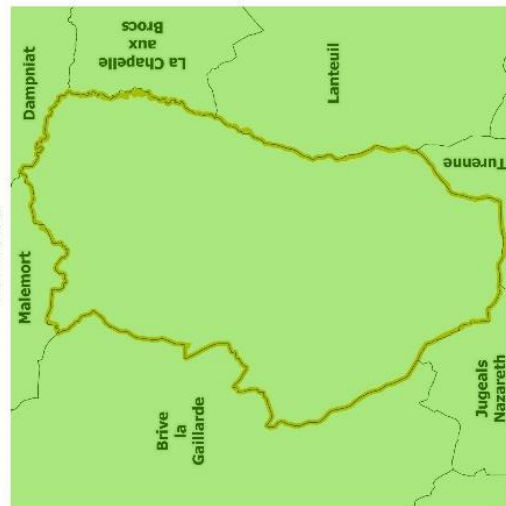 Dampniat
La Chapelle
aux
Brocs
Lanteuil
Turenne
Malemort
Brive
la
Gaillarde
Jugeals
Nazareth